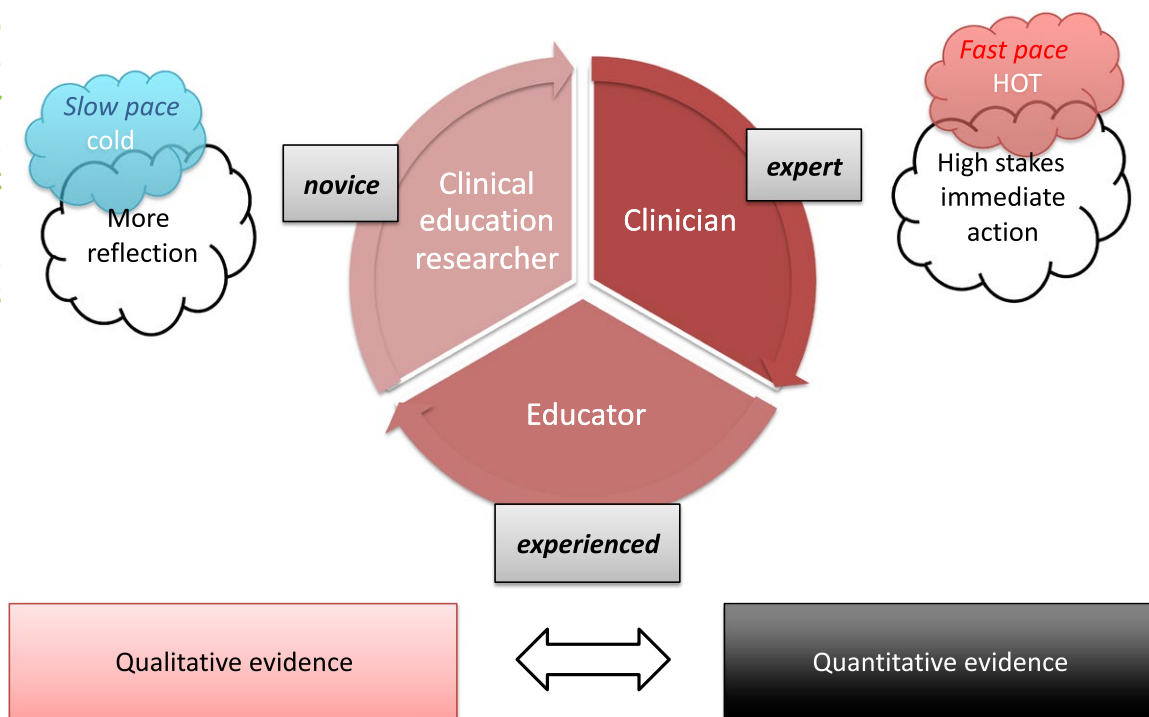 Slow pace
cold
More
reflection
novice
Clinical
education
researcher
Clinician
expert
Fast pace
HOT
High stakes
immediate
action
Educator
experienced
Qualitative evidence
Quantitative evidence